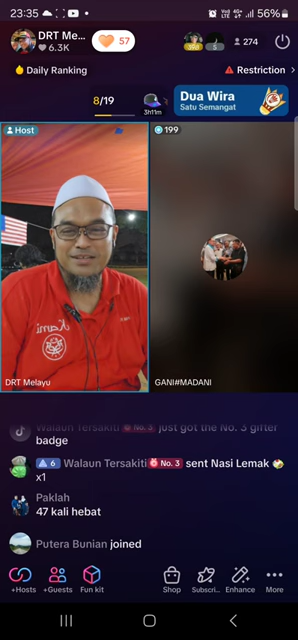 23:35
Vo))
LTE
4G+
56%
DRT Me...
6.3K
57
274
Daily Ranking
Restriction >
8/19
3h11m
Dua Wira
Satu Semangat
Host
199
DRT Melayu
GANI#MADANI
Walaun Tersakiti No. 3 just got the No. 3 gifter
badge
6 Walaun Tersakiti No. 3 sent Nasi Lemak
x1
Paklah
47 kali hebat
Putera Bunian joined
+Hosts
+Guests
Fun kit
Shop
Subscri...
Enhance
More